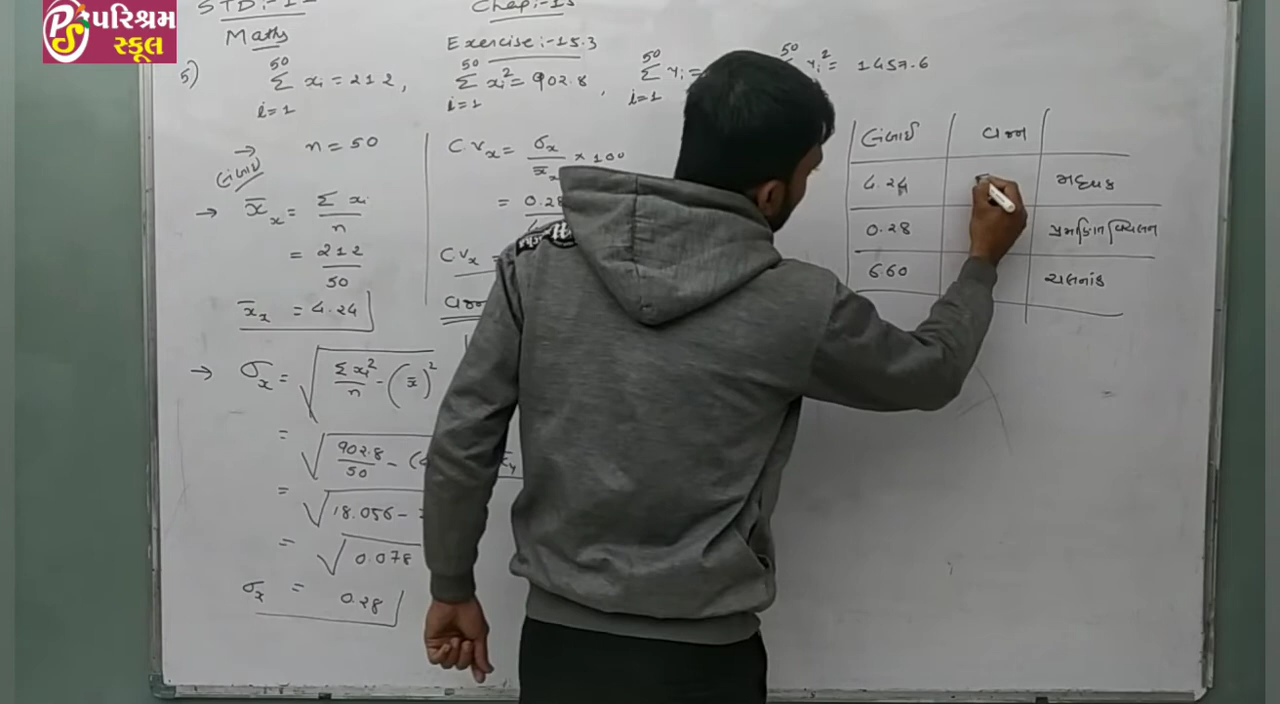 પરિશ્રમ
સ્કૂલ
STD:-1
Chap:-15
Maths
Exercise:-15.3
5) 50 Σ i=1 xi = 212, 50 Σ i=1 xi² = 902.8, 50 Σ i=1 yi = 50 yi² = 1457.6
→ n = 50
લંબાઈ
→ x̄x = Σxi / n
= 212 / 50
x̄x = 4.24
→ σx = √(Σxi² / n - (x̄)²)
= √(902.8 / 50 - (
= √(18.056 -
= √0.078
σx = 0.28
C.Vx = σx / x̄x × 100
= 0.28
C.Vx =
વજન
લંબાઈ વજન
4.24 મધ્યક
0.28 પ્રમાણિત વિચલન
6.60 ચલનાંક